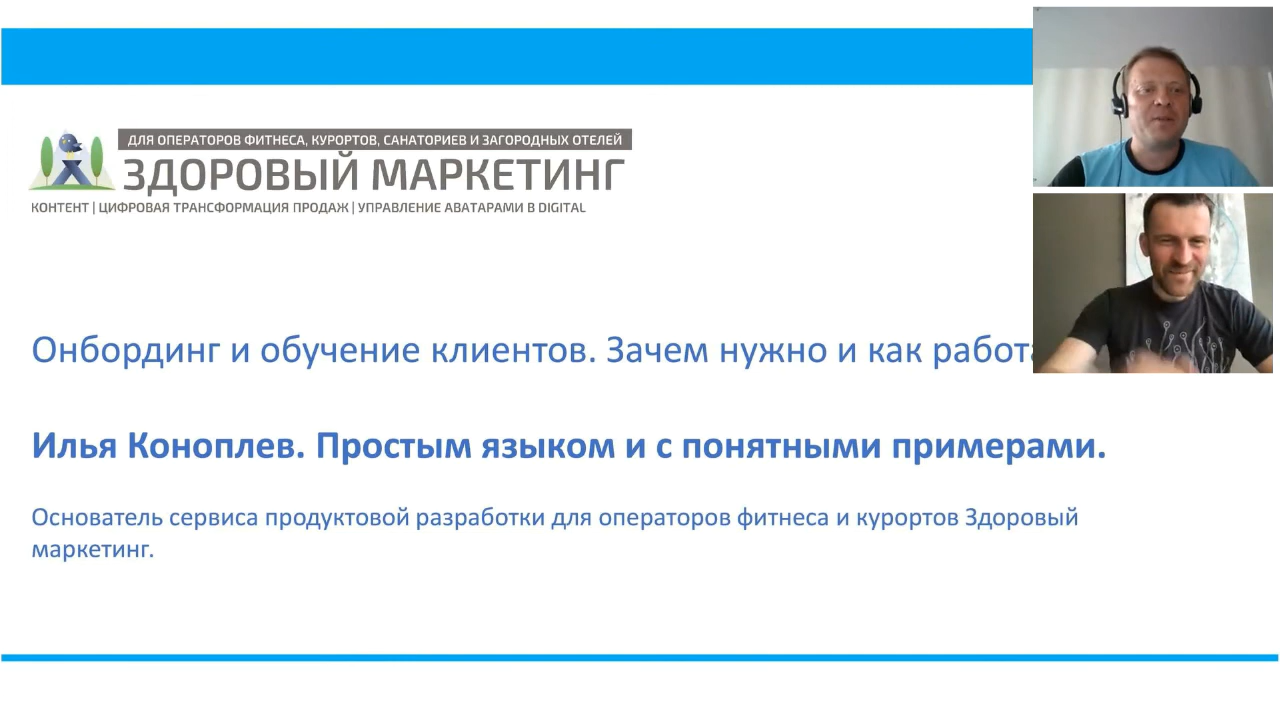 ДЛЯ ОПЕРАТОРОВ ФИТНЕСА, КУРОРТОВ, САНАТОРИЕВ И ЗАГОРОДНЫХ ОТЕЛЕЙ
ЗДОРОВЫЙ МАРКЕТИНГ
КОНТЕНТ | ЦИФРОВАЯ ТРАНСФОРМАЦИЯ ПРОДАЖ | УПРАВЛЕНИЕ АВАТАРАМИ В DIGITAL
Онбординг и обучение клиентов. Зачем нужно и как
Илья Коноплев. Простым языком и с понятными примерами.
Основатель сервиса продуктовой разработки для операторов фитнеса и курортов Здоровый
маркетинг.